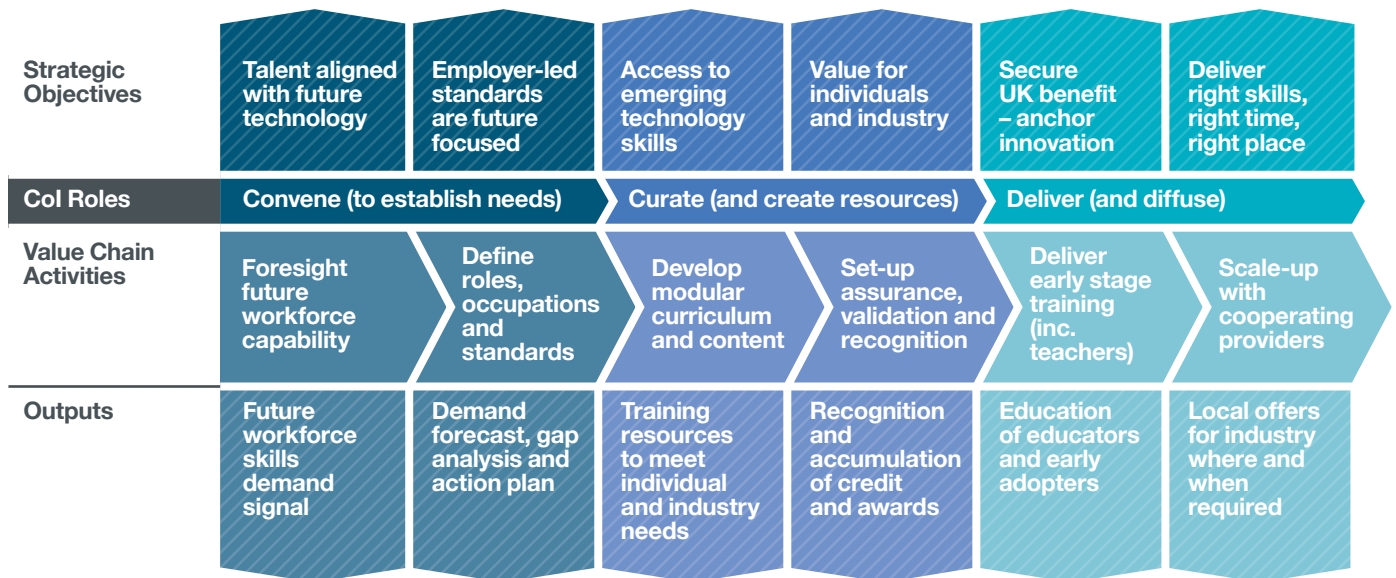 Strategic
Objectives
Talent aligned
with future
technology
Employer-led
standards
are future
focused
Access to
emerging
technology
skills
Value for
individuals
and industry
Secure
UK benefit
– anchor
innovation
Deliver
right skills,
right time,
right place
CoI Roles
Convene (to establish needs)
Curate (and create resources)
Deliver (and diffuse)
Value Chain
Activities
Foresight
future
workforce
capability
Define
roles,
occupations
and
standards
Develop
modular
curriculum
and content
Set-up
assurance,
validation and
recognition
Deliver
early stage
training
(inc.
teachers)
Scale-up
with
cooperating
providers
Outputs
Future
workforce
skills
demand
signal
Demand
forecast, gap
analysis and
action plan
Training
resources
to meet
individual
and industry
needs
Recognition
and
accumulation
of credit
and awards
Education
of educators
and early
adopters
Local offers
for industry
where and
when
required